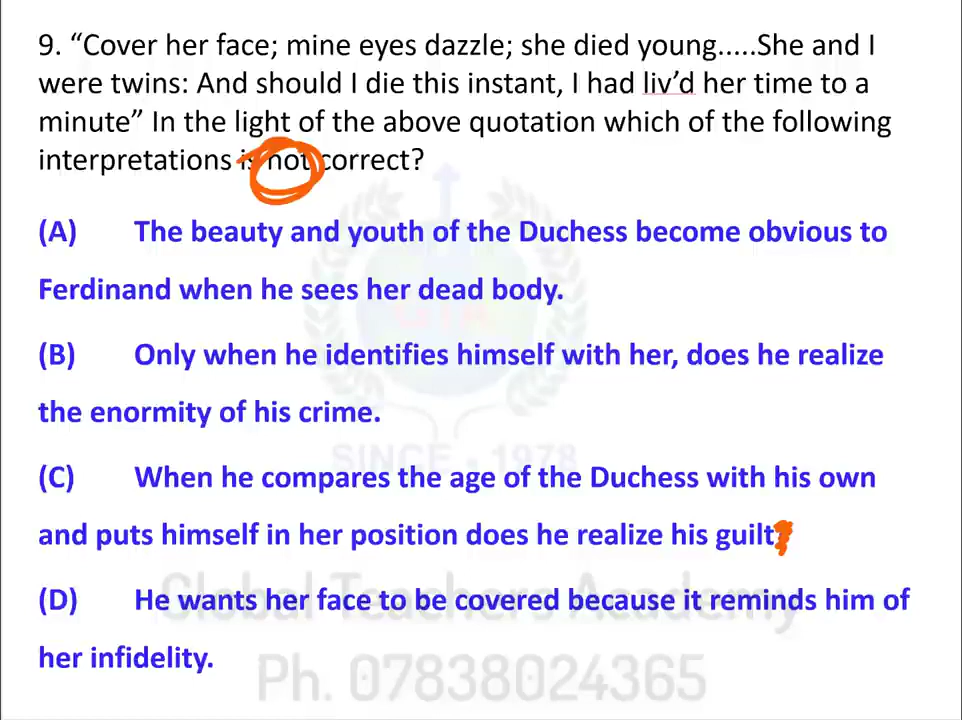 9. “Cover her face; mine eyes dazzle; she died young.....She and I
were twins: And should I die this instant, I had liv’d her time to a
minute” In the light of the above quotation which of the following
interpretations is not correct?
(A) The beauty and youth of the Duchess become obvious to
Ferdinand when he sees her dead body.
(B) Only when he identifies himself with her, does he realize
the enormity of his crime.
(C) When he compares the age of the Duchess with his own
and puts himself in her position does he realize his guilt
(D) He wants her face to be covered because it reminds him of
her infidelity.
GTA
SINCE - 1978
Global Teachers Academy
Ph. 07838024365